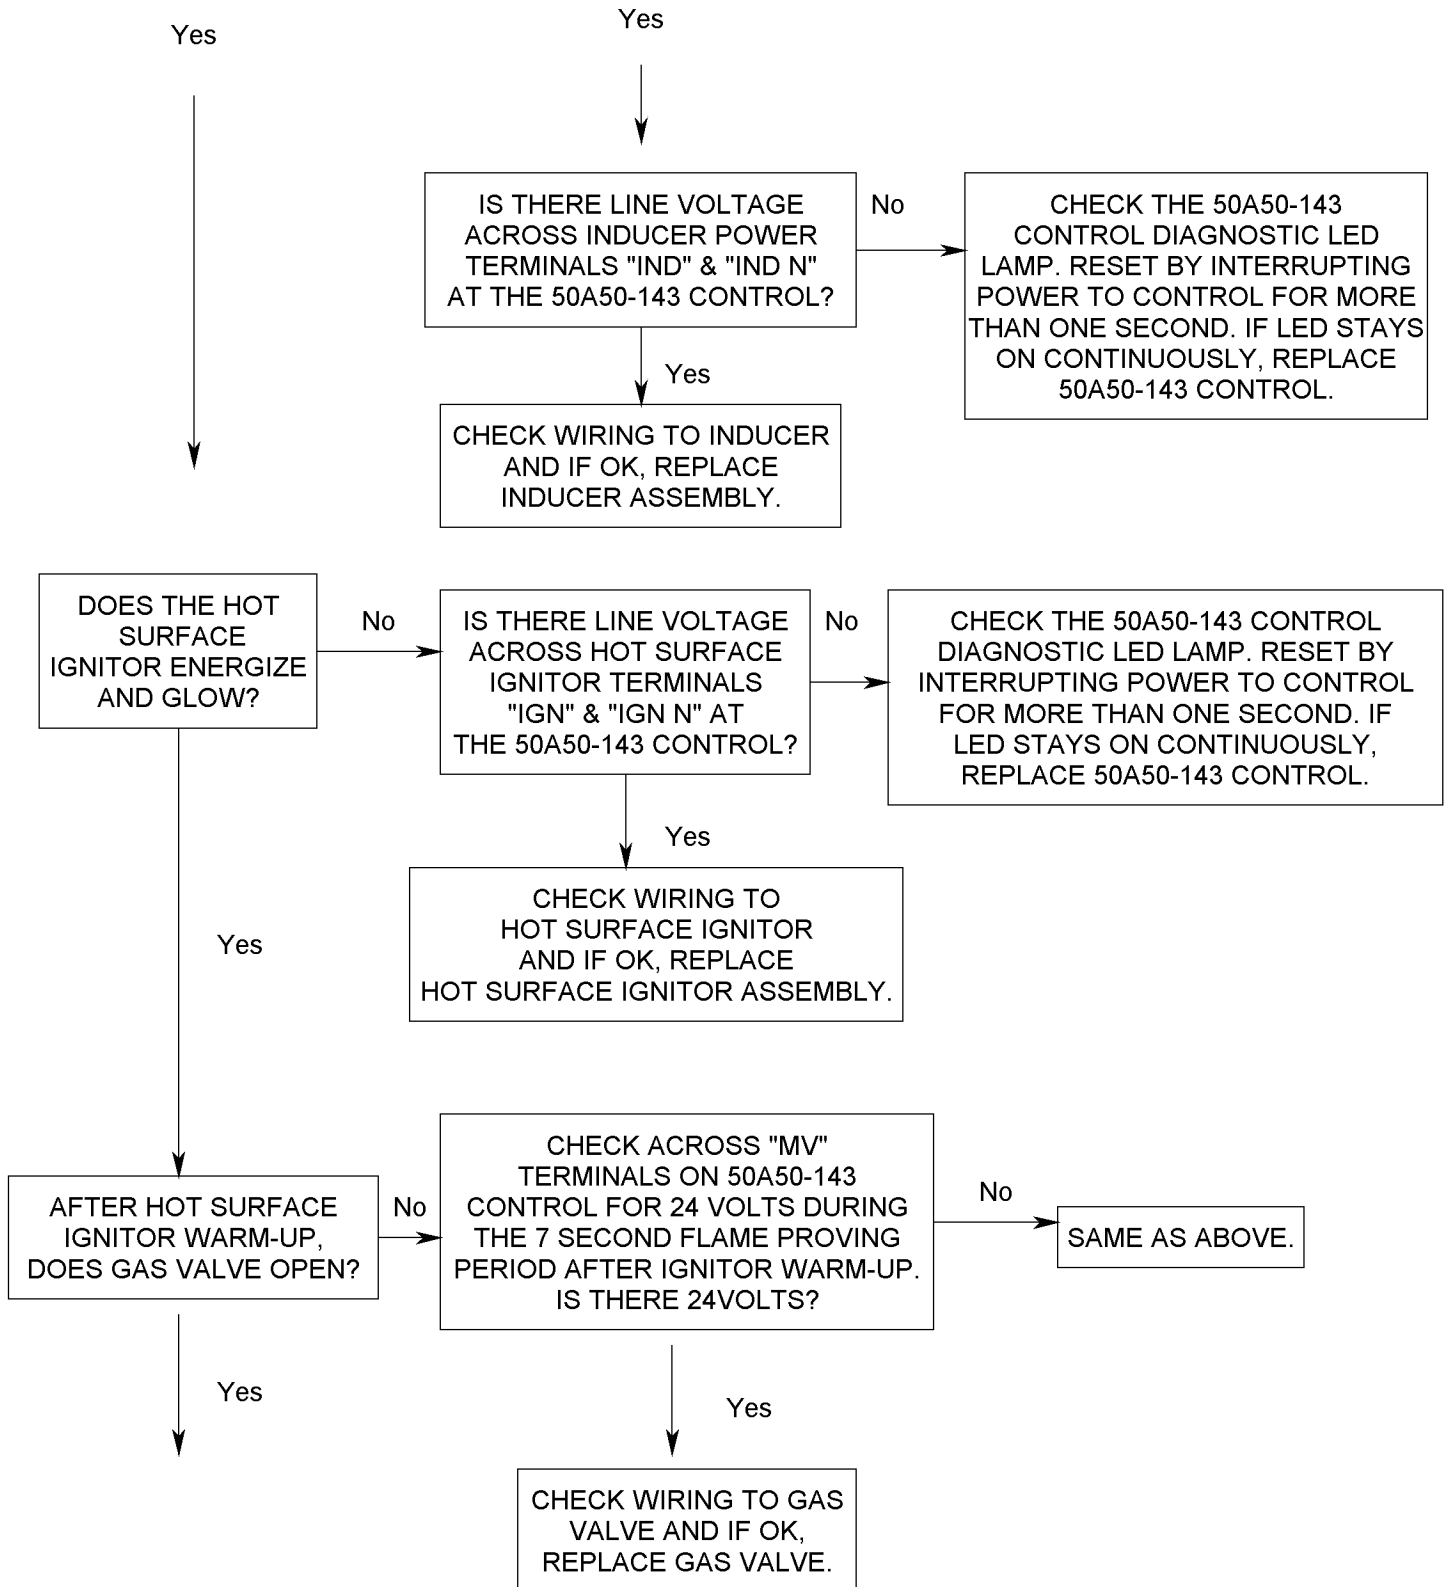 Yes
Yes
IS THERE LINE VOLTAGE
ACROSS INDUCER POWER
TERMINALS "IND" & "IND N"
AT THE 50A50-143 CONTROL?
No
CHECK THE 50A50-143
CONTROL DIAGNOSTIC LED
LAMP. RESET BY INTERRUPTING
POWER TO CONTROL FOR MORE
THAN ONE SECOND. IF LED STAYS
ON CONTINUOUSLY, REPLACE
50A50-143 CONTROL.
Yes
CHECK WIRING TO INDUCER
AND IF OK, REPLACE
INDUCER ASSEMBLY.
DOES THE HOT
SURFACE
IGNITOR ENERGIZE
AND GLOW?
No
IS THERE LINE VOLTAGE
ACROSS HOT SURFACE
IGNITOR TERMINALS
"IGN" & "IGN N" AT
THE 50A50-143 CONTROL?
No
CHECK THE 50A50-143 CONTROL
DIAGNOSTIC LED LAMP. RESET BY
INTERRUPTING POWER TO CONTROL
FOR MORE THAN ONE SECOND. IF
LED STAYS ON CONTINUOUSLY,
REPLACE 50A50-143 CONTROL.
Yes
CHECK WIRING TO
HOT SURFACE IGNITOR
AND IF OK, REPLACE
HOT SURFACE IGNITOR ASSEMBLY.
Yes
AFTER HOT SURFACE
IGNITOR WARM-UP,
DOES GAS VALVE OPEN?
No
CHECK ACROSS "MV"
TERMINALS ON 50A50-143
CONTROL FOR 24 VOLTS DURING
THE 7 SECOND FLAME PROVING
PERIOD AFTER IGNITOR WARM-UP.
IS THERE 24VOLTS?
No
SAME AS ABOVE.
Yes
Yes
CHECK WIRING TO GAS
VALVE AND IF OK,
REPLACE GAS VALVE.